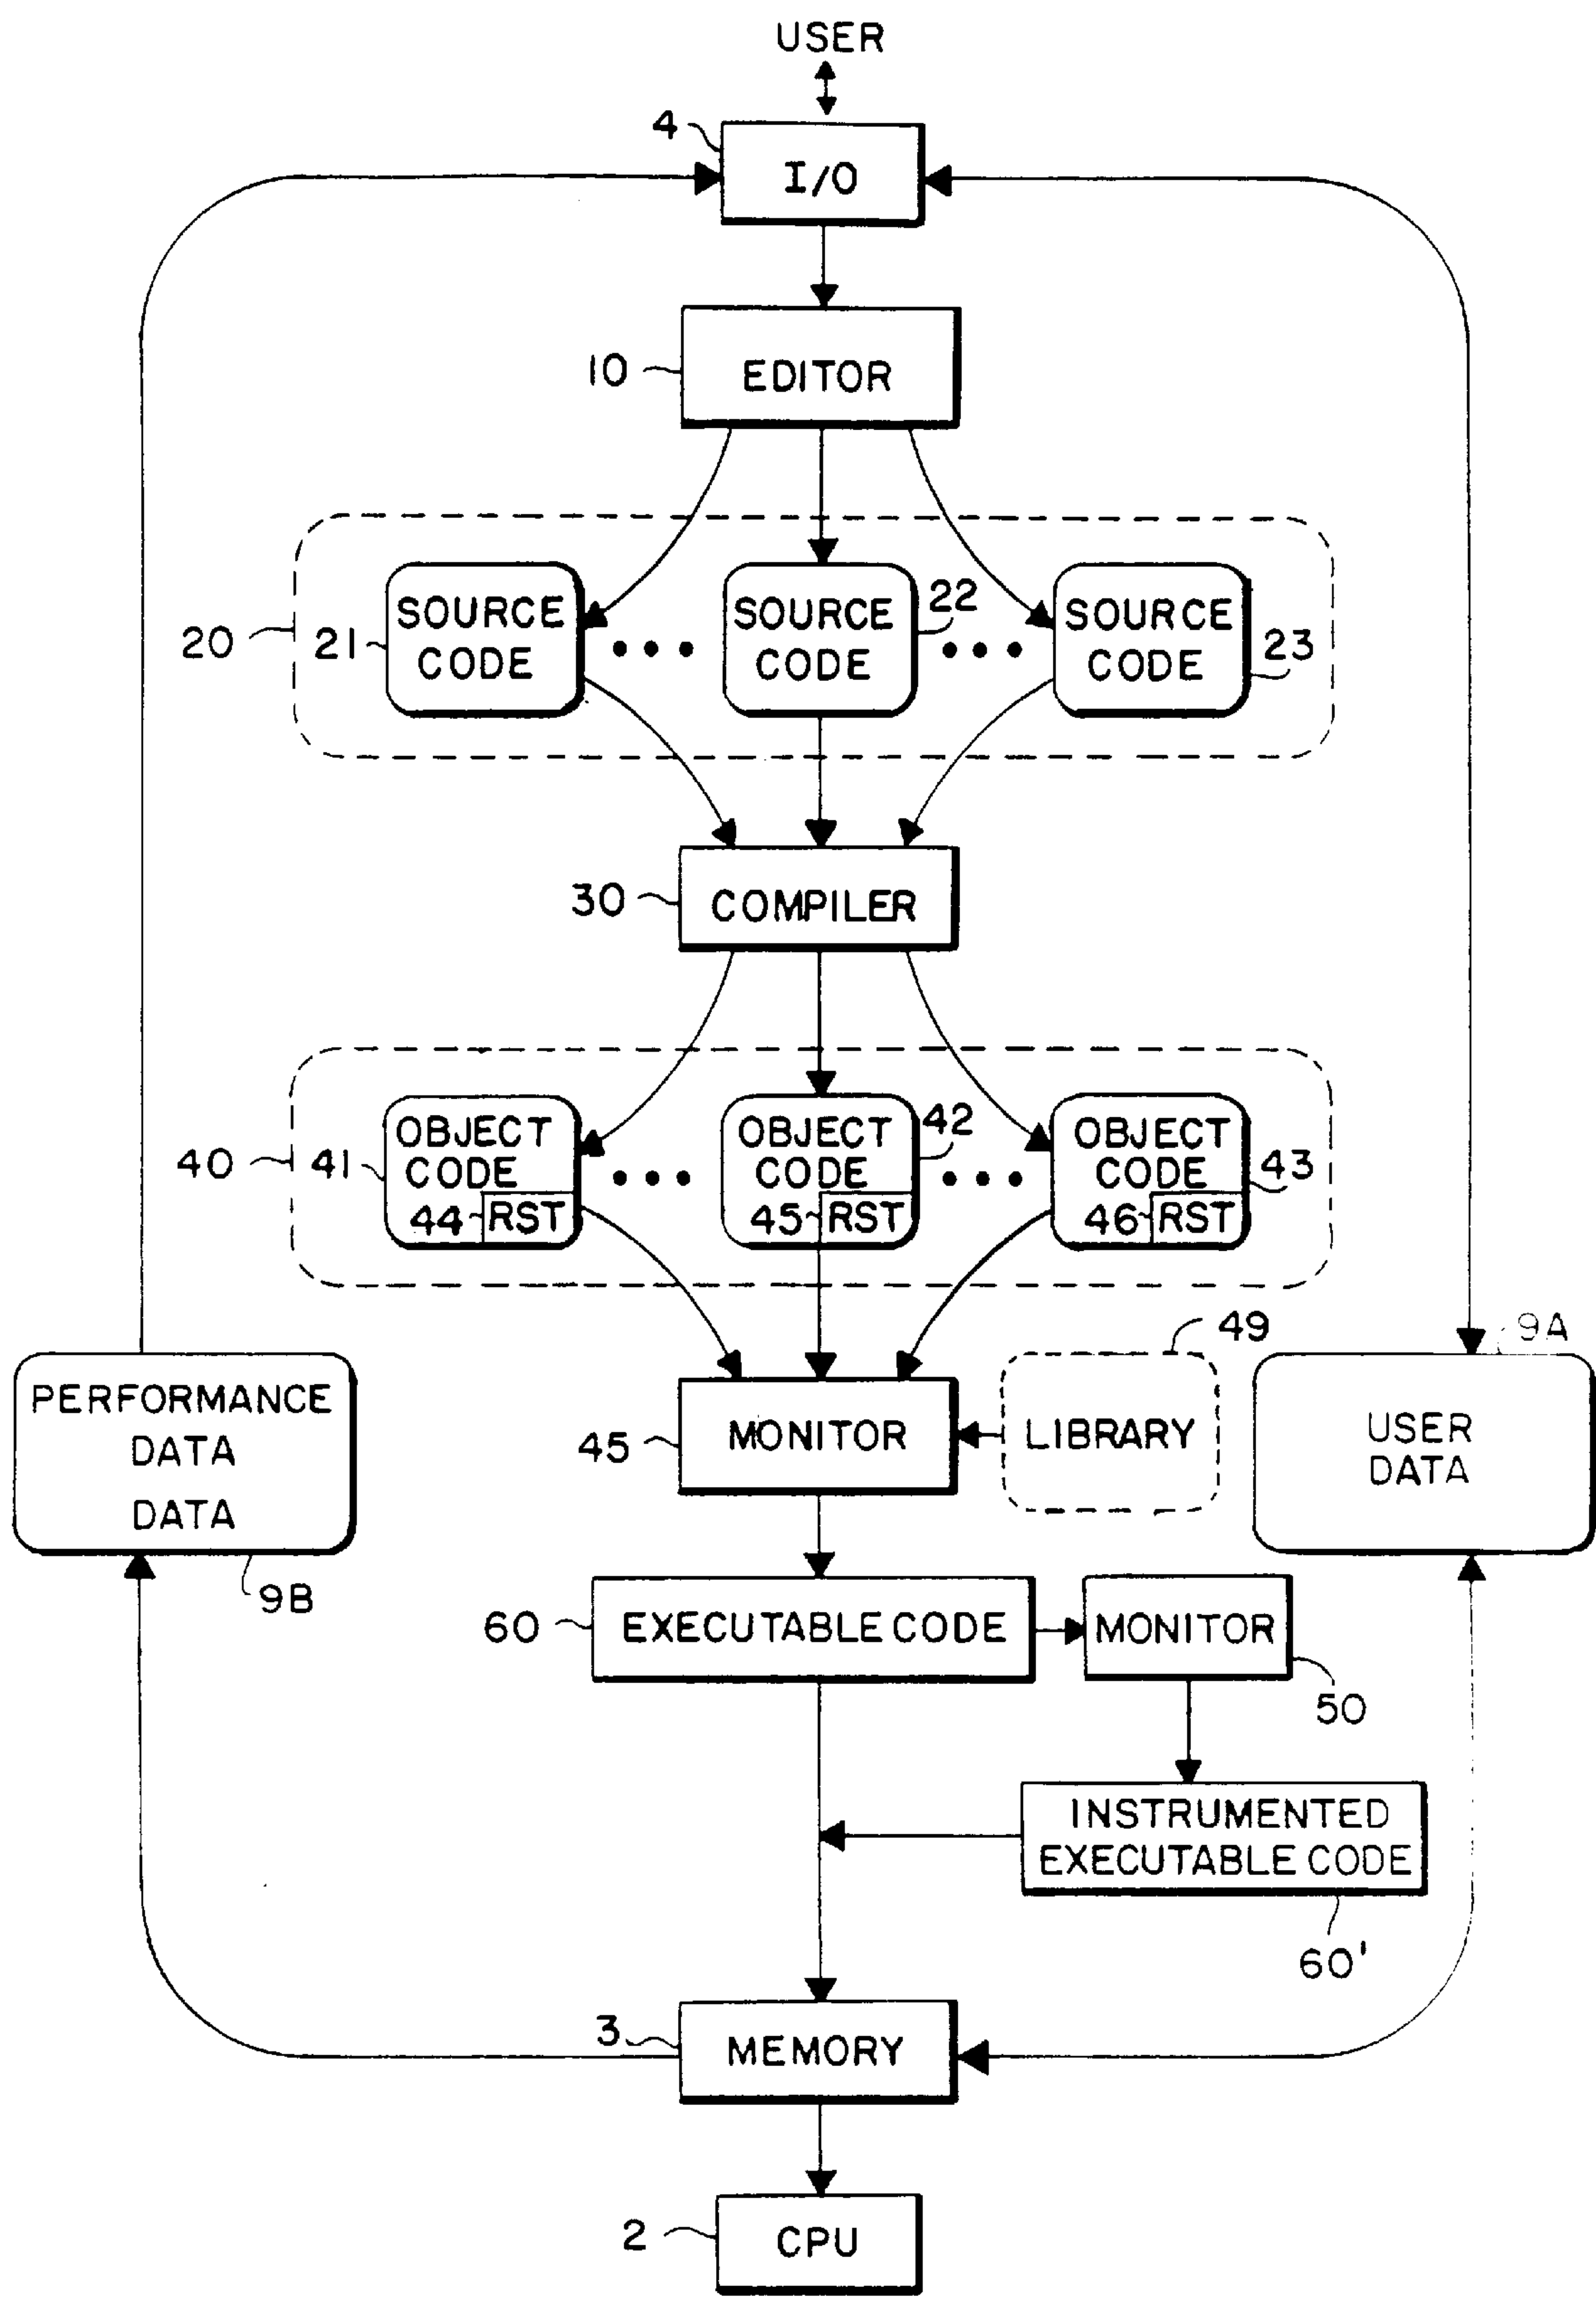 USER
4
I/O
10
EDITOR
20
21
SOURCE
CODE
SOURCE
CODE
22
SOURCE
CODE
23
30
COMPILER
40
41
OBJECT
CODE
44
RST
OBJECT
CODE
42
45
RST
OBJECT
CODE
43
46
RST
49
9A
PERFORMANCE
DATA
DATA
9B
45
MONITOR
LIBRARY
USER
DATA
60
EXECUTABLE CODE
MONITOR
50
INSTRUMENTED
EXECUTABLE CODE
60'
3
MEMORY
2
CPU